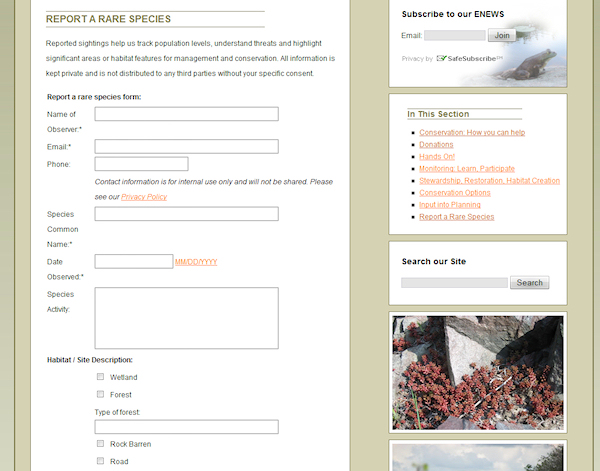 REPORT A RARE SPECIES
Reported sightings help us track population levels, understand threats and highlight
significant areas or habitat features for management and conservation. All information is
kept private and is not distributed to any third parties without your specific consent.
Report a rare species form:
Name of
Observer:*
Email:*
Phone:
Contact information is for internal use only and will not be shared. Please
see our Privacy Policy
Species
Common
Name:*
Date
Observed:*
MM/DD/YYYY
Species
Activity:
Habitat / Site Description:
Wetland
Forest
Type of forest:
Rock Barren
Road
Subscribe to our ENEWS
Email:
Join
Privacy by SafeSubscribe℠
In This Section
Conservation: How you can help
Donations
Hands On!
Monitoring, Learn, Participate
Stewardship, Restoration, Habitat Creation
Conservation Options
Input into Planning
Report a Rare Species
Search our Site
Search